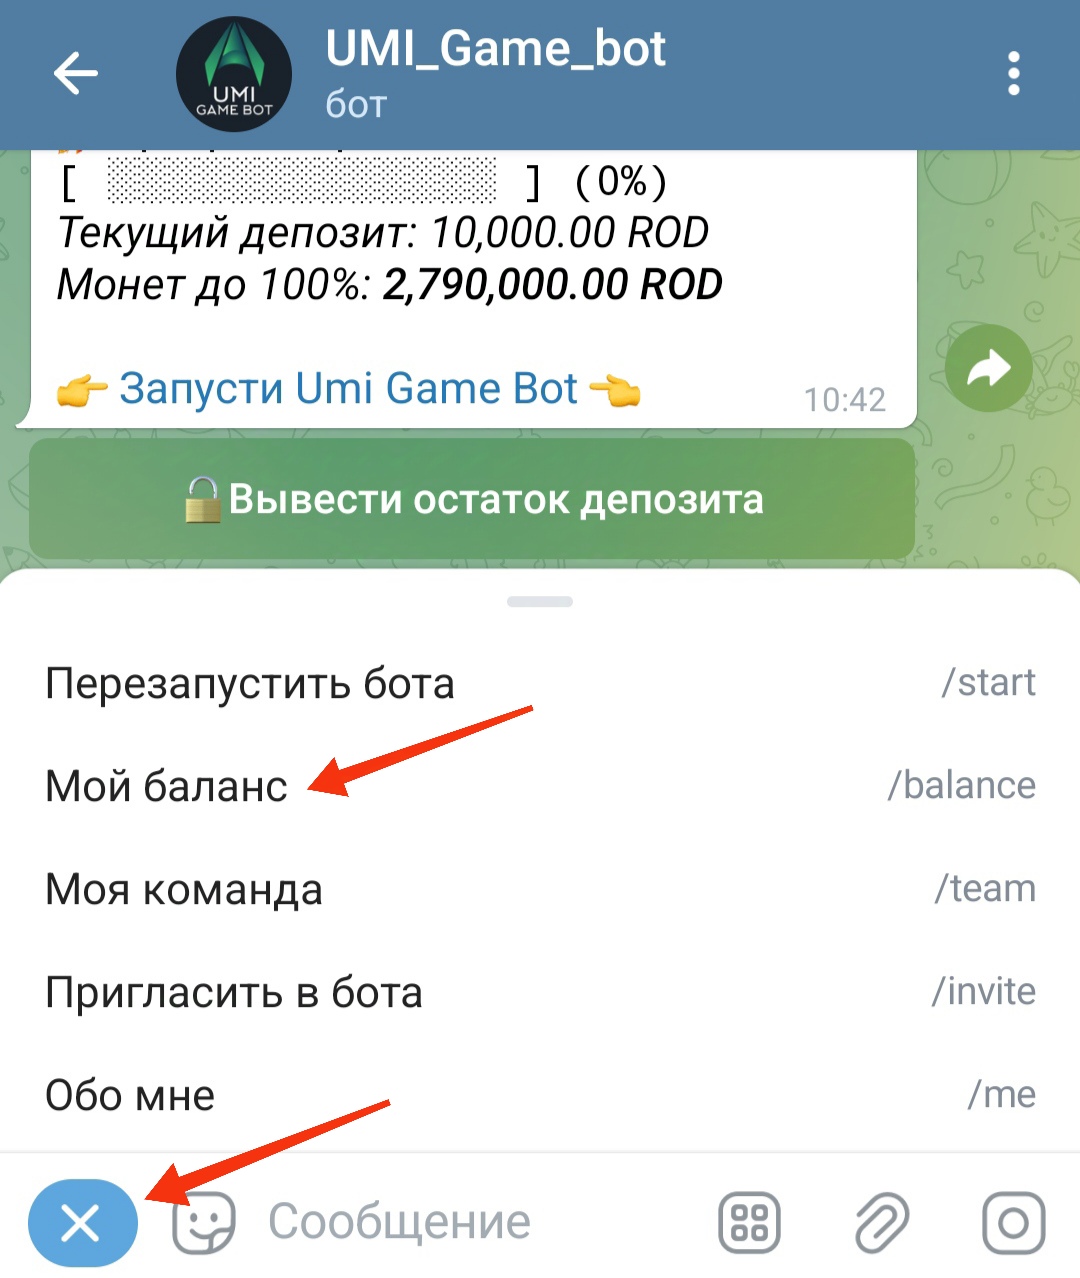 UMI_Game_bot
бот
UMI
GAME BOT
[ ░░░░░░░░░░░░░░░░ ] (0%)
Текущий депозит: 10,000.00 ROD
Монет до 100%: 2,790,000.00 ROD
👉 Запусти Umi Game Bot 👈
10:42
🔓Вывести остаток депозита
Перезапустить бота /start
Мой баланс /balance
Моя команда /team
Пригласить в бота /invite
Обо мне /me
Сообщение